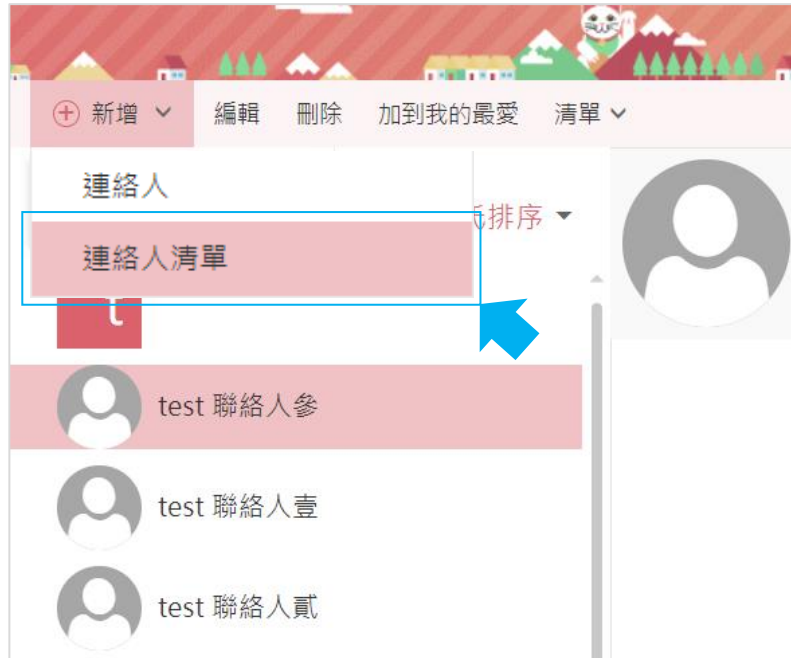 新增 編輯 刪除 加到我的最愛 清單
連絡人
排序
連絡人清單
t
test 聯絡人參
test 聯絡人壹
test 聯絡人貳